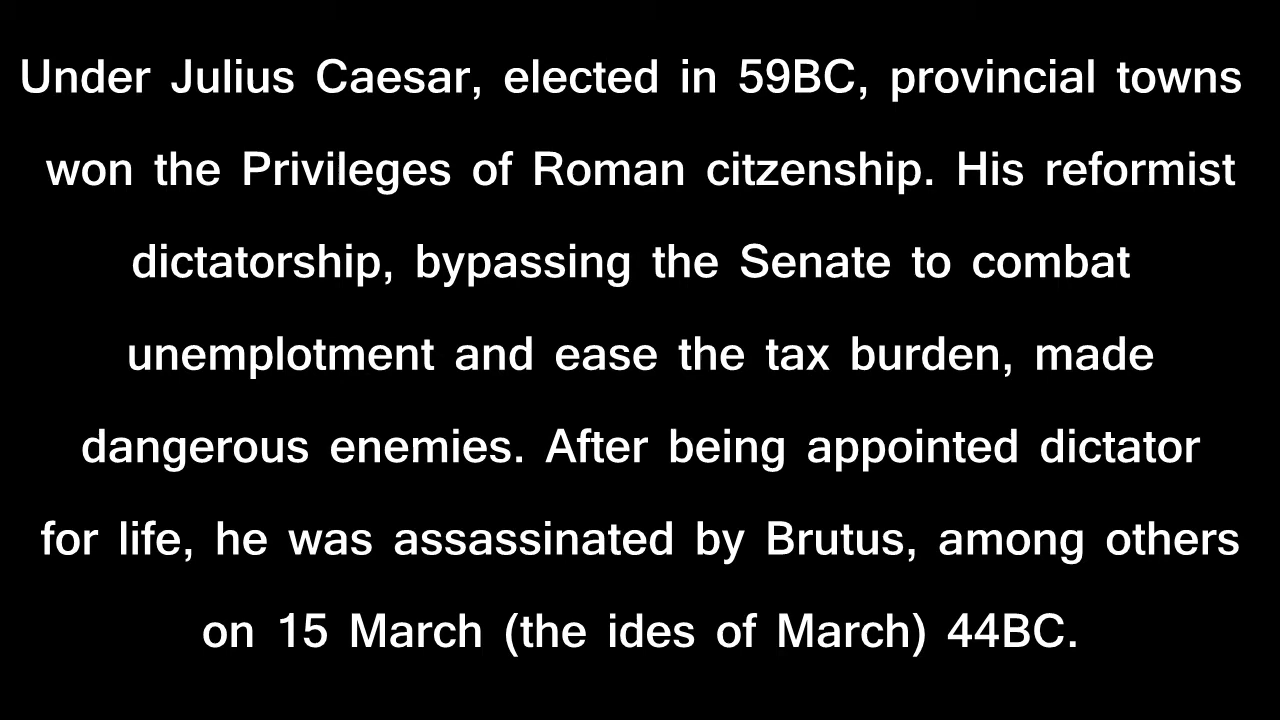 Under Julius Caesar, elected in 59BC, provincial towns
won the Privileges of Roman citzenship. His reformist
dictatorship, bypassing the Senate to combat
unemplotment and ease the tax burden, made
dangerous enemies. After being appointed dictator
for life, he was assassinated by Brutus, among others
on 15 March (the ides of March) 44BC.